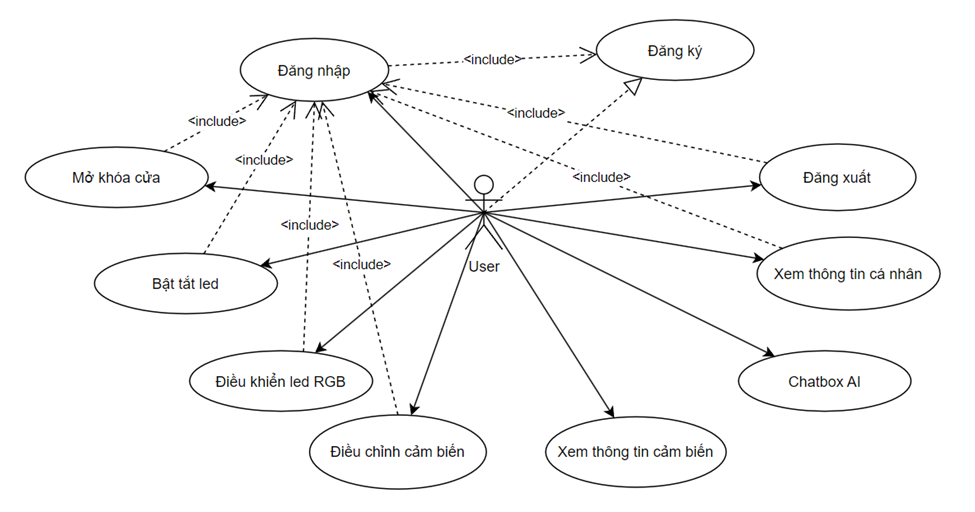 Đăng nhập
<include>
Đăng ký
<include>
<include>
Mở khóa cửa
<include>
<include>
Đăng xuất
<include>
User
<include>
Bật tắt led
Xem thông tin cá nhân
Điều khiển led RGB
Chatbox AI
Điều chỉnh cảm biến
Xem thông tin cảm biến